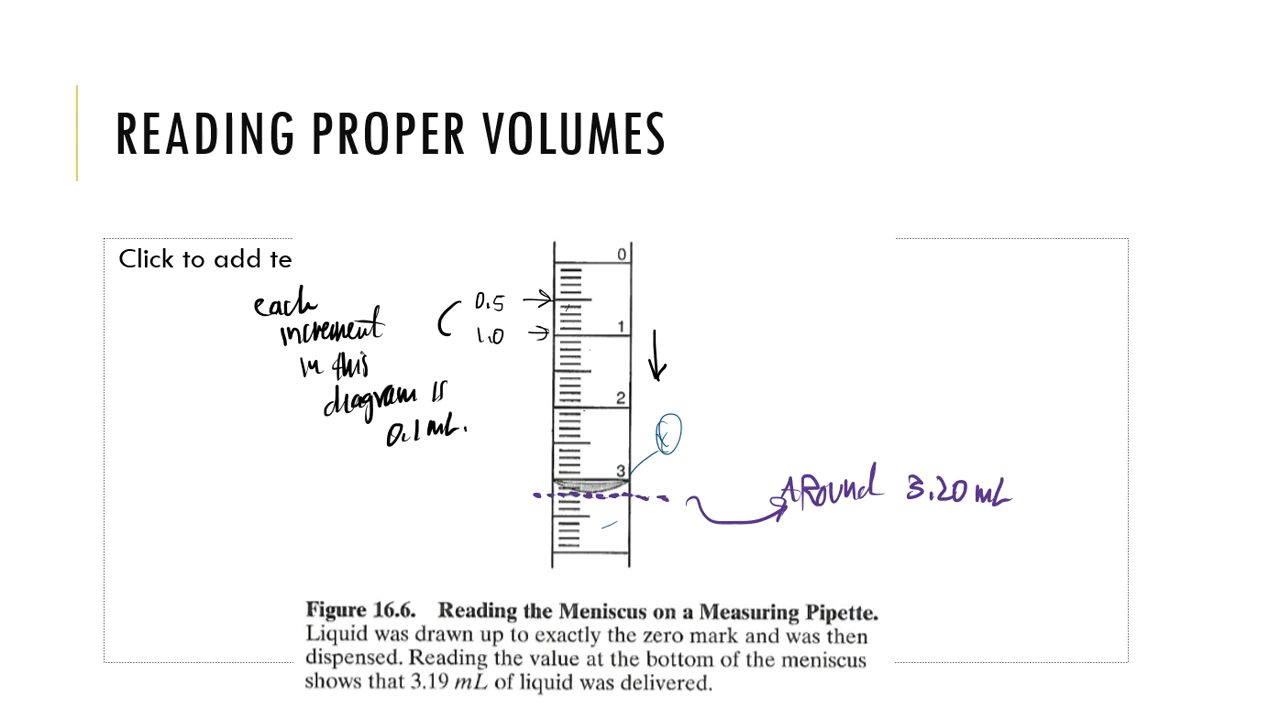 READING PROPER VOLUMES
Click to add te
each
increment
in this
diagram is
0.1 mL.
0.5
1.0
0
1
2
3
Around 3.20 mL
Figure 16.6. Reading the Meniscus on a Measuring Pipette.
Liquid was drawn up to exactly the zero mark and was then
dispensed. Reading the value at the bottom of the meniscus
shows that 3.19 mL of liquid was delivered.